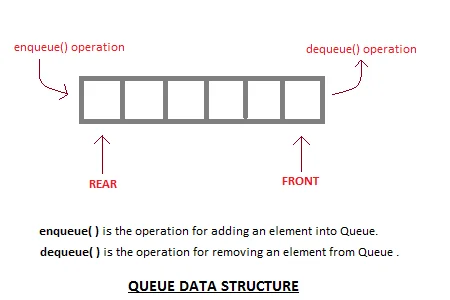 enqueue() operation
dequeue() operation
REAR
FRONT
enqueue( ) is the operation for adding an element into Queue.
dequeue( ) is the operation for removing an element from Queue .
QUEUE DATA STRUCTURE